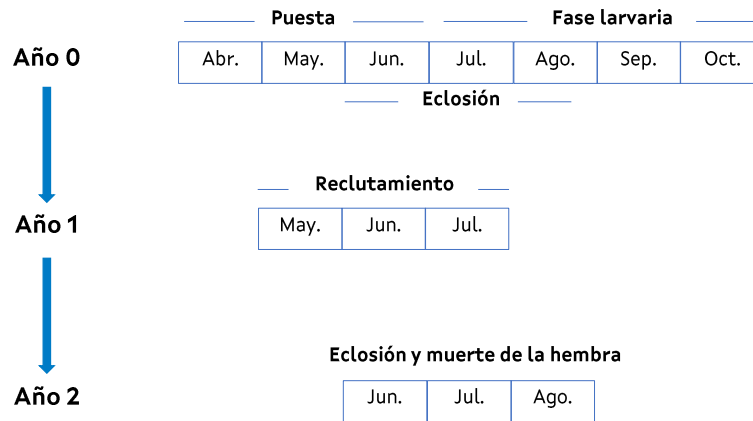 Puesta Fase larvaria
Año 0 Abr. May. Jun. Jul. Ago. Sep. Oct.
Eclosión
Reclutamiento
Año 1 May. Jun. Jul.
Eclosión y muerte de la hembra
Año 2 Jun. Jul. Ago.